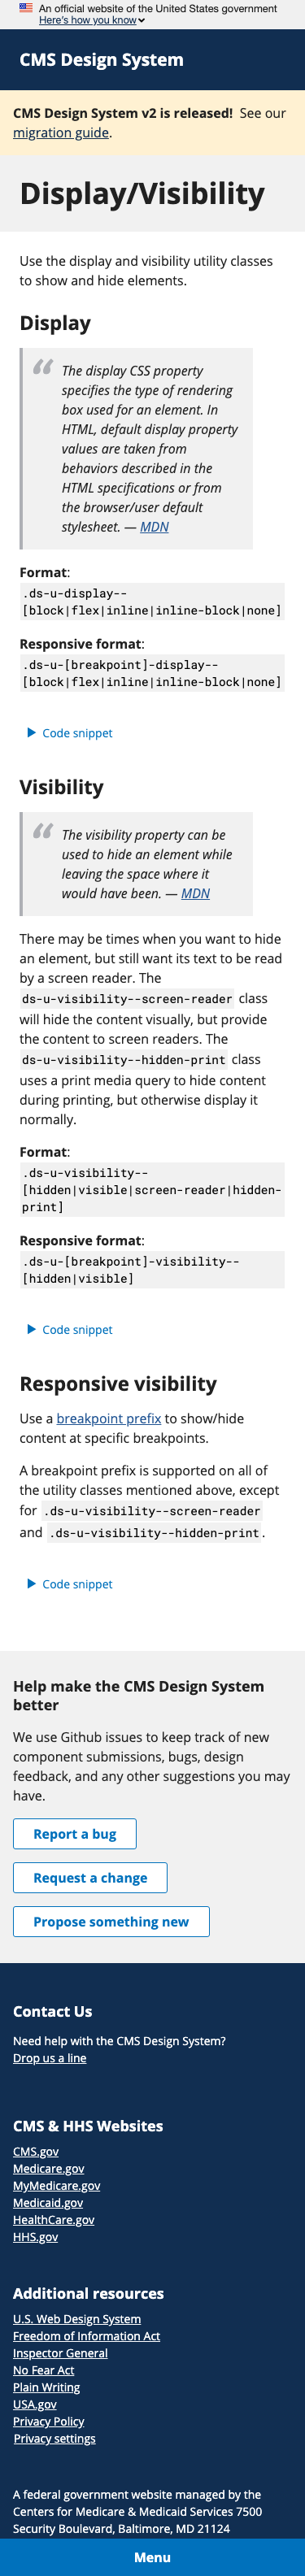 An official website of the United States government
Here's how you know
CMS Design System
CMS Design System v2 is released! See our
migration guide.
Display/Visibility
Use the display and visibility utility classes
to show and hide elements.
Display
“ The display CSS property
specifies the type of rendering
box used for an element. In
HTML, default display property
values are taken from
behaviors described in the
HTML specifications or from
the browser/user default
stylesheet. — MDN
Format:
.ds-u-display--
[block|flex|inline|inline-block|none]
Responsive format:
.ds-u-[breakpoint]-display--
[block|flex|inline|inline-block|none]
Code snippet
Visibility
“ The visibility property can be
used to hide an element while
leaving the space where it
would have been. — MDN
There may be times when you want to hide
an element, but still want its text to be read
by a screen reader. The
ds-u-visibility--screen-reader class
will hide the content visually, but provide
the content to screen readers. The
ds-u-visibility--hidden-print class
uses a print media query to hide content
during printing, but otherwise display it
normally.
Format:
.ds-u-visibility--
[hidden|visible|screen-reader|hidden-
print]
Responsive format:
.ds-u-[breakpoint]-visibility--
[hidden|visible]
Code snippet
Responsive visibility
Use a breakpoint prefix to show/hide
content at specific breakpoints.
A breakpoint prefix is supported on all of
the utility classes mentioned above, except
for .ds-u-visibility--screen-reader
and .ds-u-visibility--hidden-print.
Code snippet
Help make the CMS Design System
better
We use Github issues to keep track of new
component submissions, bugs, design
feedback, and any other suggestions you may
have.
Report a bug
Request a change
Propose something new
Contact Us
Need help with the CMS Design System?
Drop us a line
CMS & HHS Websites
CMS.gov
Medicare.gov
MyMedicare.gov
Medicaid.gov
HealthCare.gov
HHS.gov
Additional resources
U.S. Web Design System
Freedom of Information Act
Inspector General
No Fear Act
Plain Writing
USA.gov
Privacy Policy
Privacy settings
A federal government website managed by the
Centers for Medicare & Medicaid Services 7500
Security Boulevard, Baltimore, MD 21124
Menu